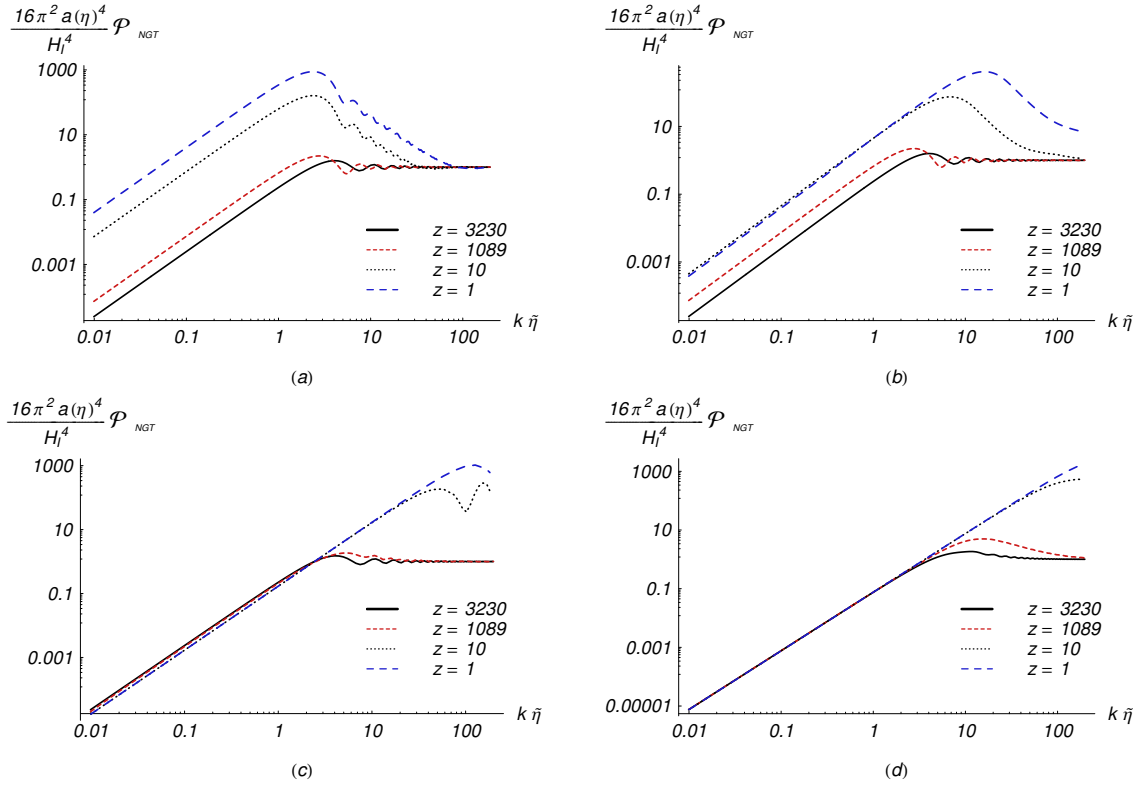 16π² a(η)⁴ / H_I⁴ 𝒫 NGT
1000
10
0.1
0.001
z = 3230
z = 1089
z = 10
z = 1
0.01 0.1 1 10 100
k η̃
(a)
16π² a(η)⁴ / H_I⁴ 𝒫 NGT
10
0.1
0.001
z = 3230
z = 1089
z = 10
z = 1
0.01 0.1 1 10 100
k η̃
(b)
16π² a(η)⁴ / H_I⁴ 𝒫 NGT
1000
10
0.1
0.001
z = 3230
z = 1089
z = 10
z = 1
0.01 0.1 1 10 100
k η̃
(c)
16π² a(η)⁴ / H_I⁴ 𝒫 NGT
1000
10
0.1
0.001
0.00001
z = 3230
z = 1089
z = 10
z = 1
0.01 0.1 1 10 100
k η̃
(d)